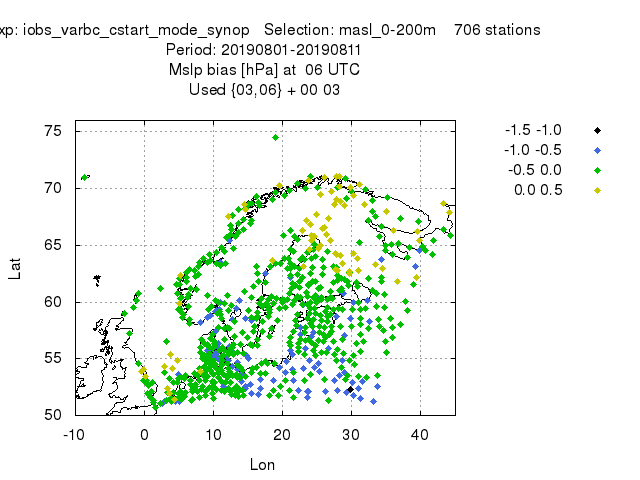 xp: iobs_varbc_cstart_mode_synop Selection: masl_0-200m 706 stations
Period: 20190801-20190811
Mslp bias [hPa] at 06 UTC
Used {03,06} + 00 03
-1.5 -1.0
-1.0 -0.5
-0.5 0.0
0.0 0.5
75
70
65
60
55
50
Lat
-10 0 10 20 30 40
Lon